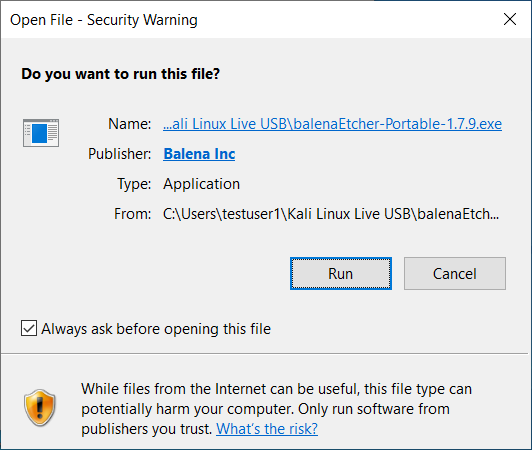 Open File - Security Warning
Do you want to run this file?
Name: ...ali Linux Live USB\balenaEtcher-Portable-1.7.9.exe
Publisher: Balena Inc
Type: Application
From: C:\Users\testuser1\Kali Linux Live USB\balenaEtch...
Run Cancel
Always ask before opening this file
While files from the Internet can be useful, this file type can
potentially harm your computer. Only run software from
publishers you trust. What's the risk?